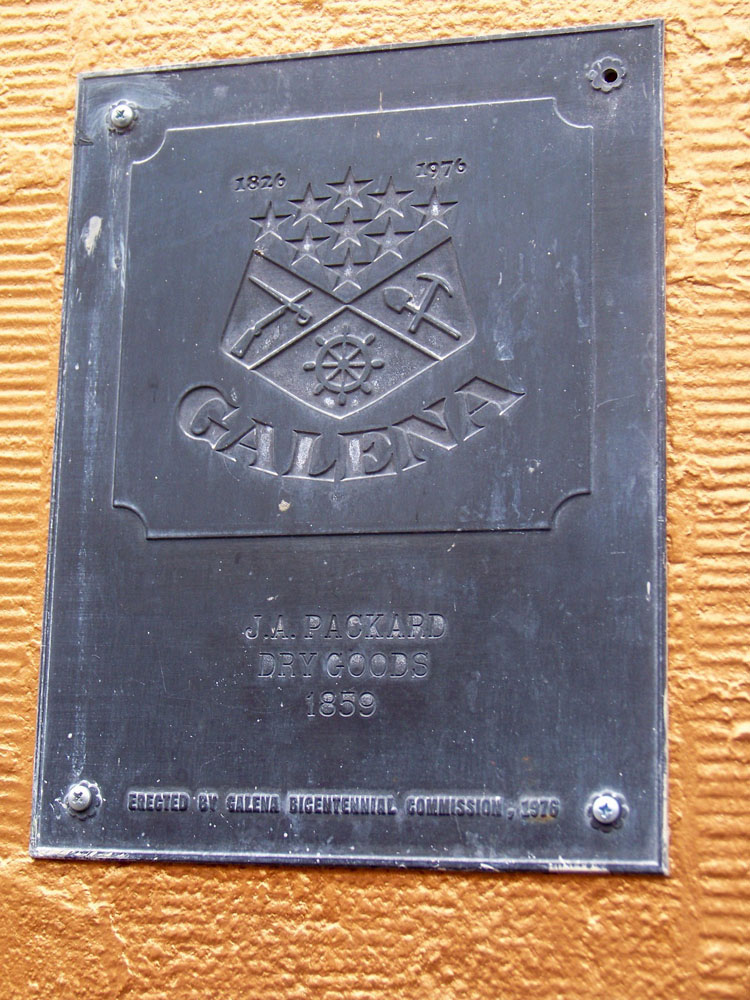 1826 1976
GALENA
J.A. PACKARD
DRY GOODS
1859
ERECTED BY GALENA BICENTENNIAL COMMISSION, 1976